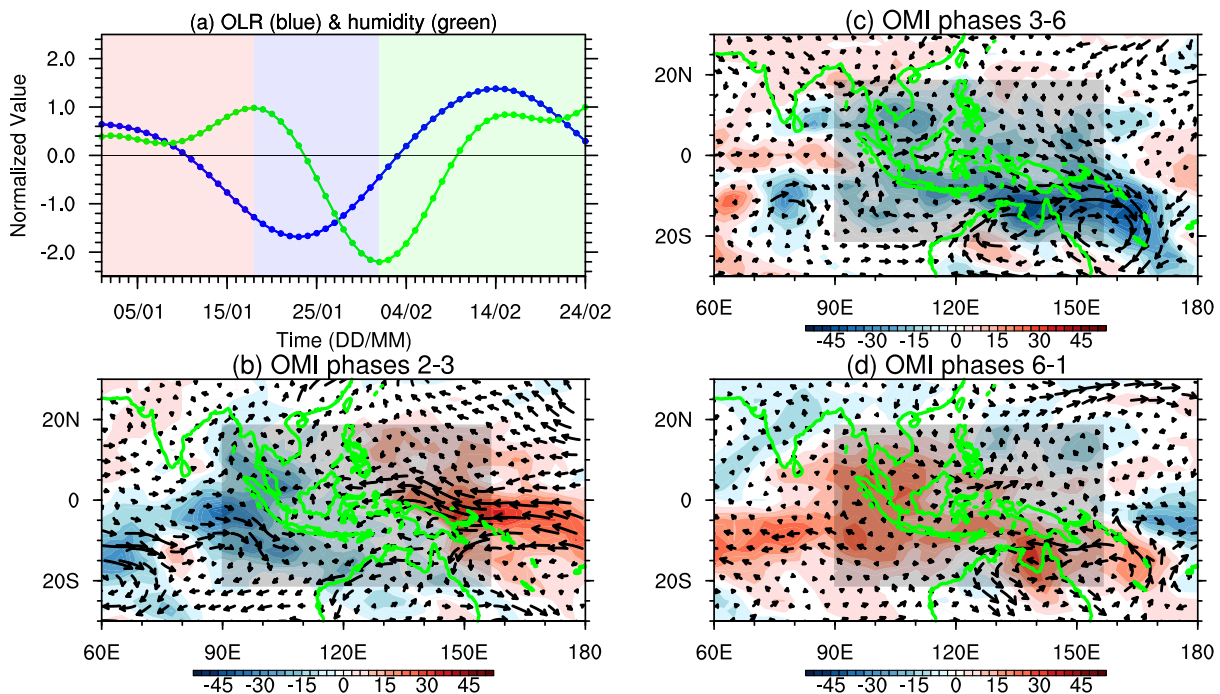 (a) OLR (blue) & humidity (green)
Normalized Value
2.0
1.0
0.0
-1.0
-2.0
05/01 15/01 25/01 04/02 14/02 24/02
Time (DD/MM)
(c) OMI phases 3-6
20N
0
20S
60E 90E 120E 150E 180
-45 -30 -15 0 15 30 45
(b) OMI phases 2-3
20N
0
20S
60E 90E 120E 150E 180
-45 -30 -15 0 15 30 45
(d) OMI phases 6-1
20N
0
20S
60E 90E 120E 150E 180
-45 -30 -15 0 15 30 45